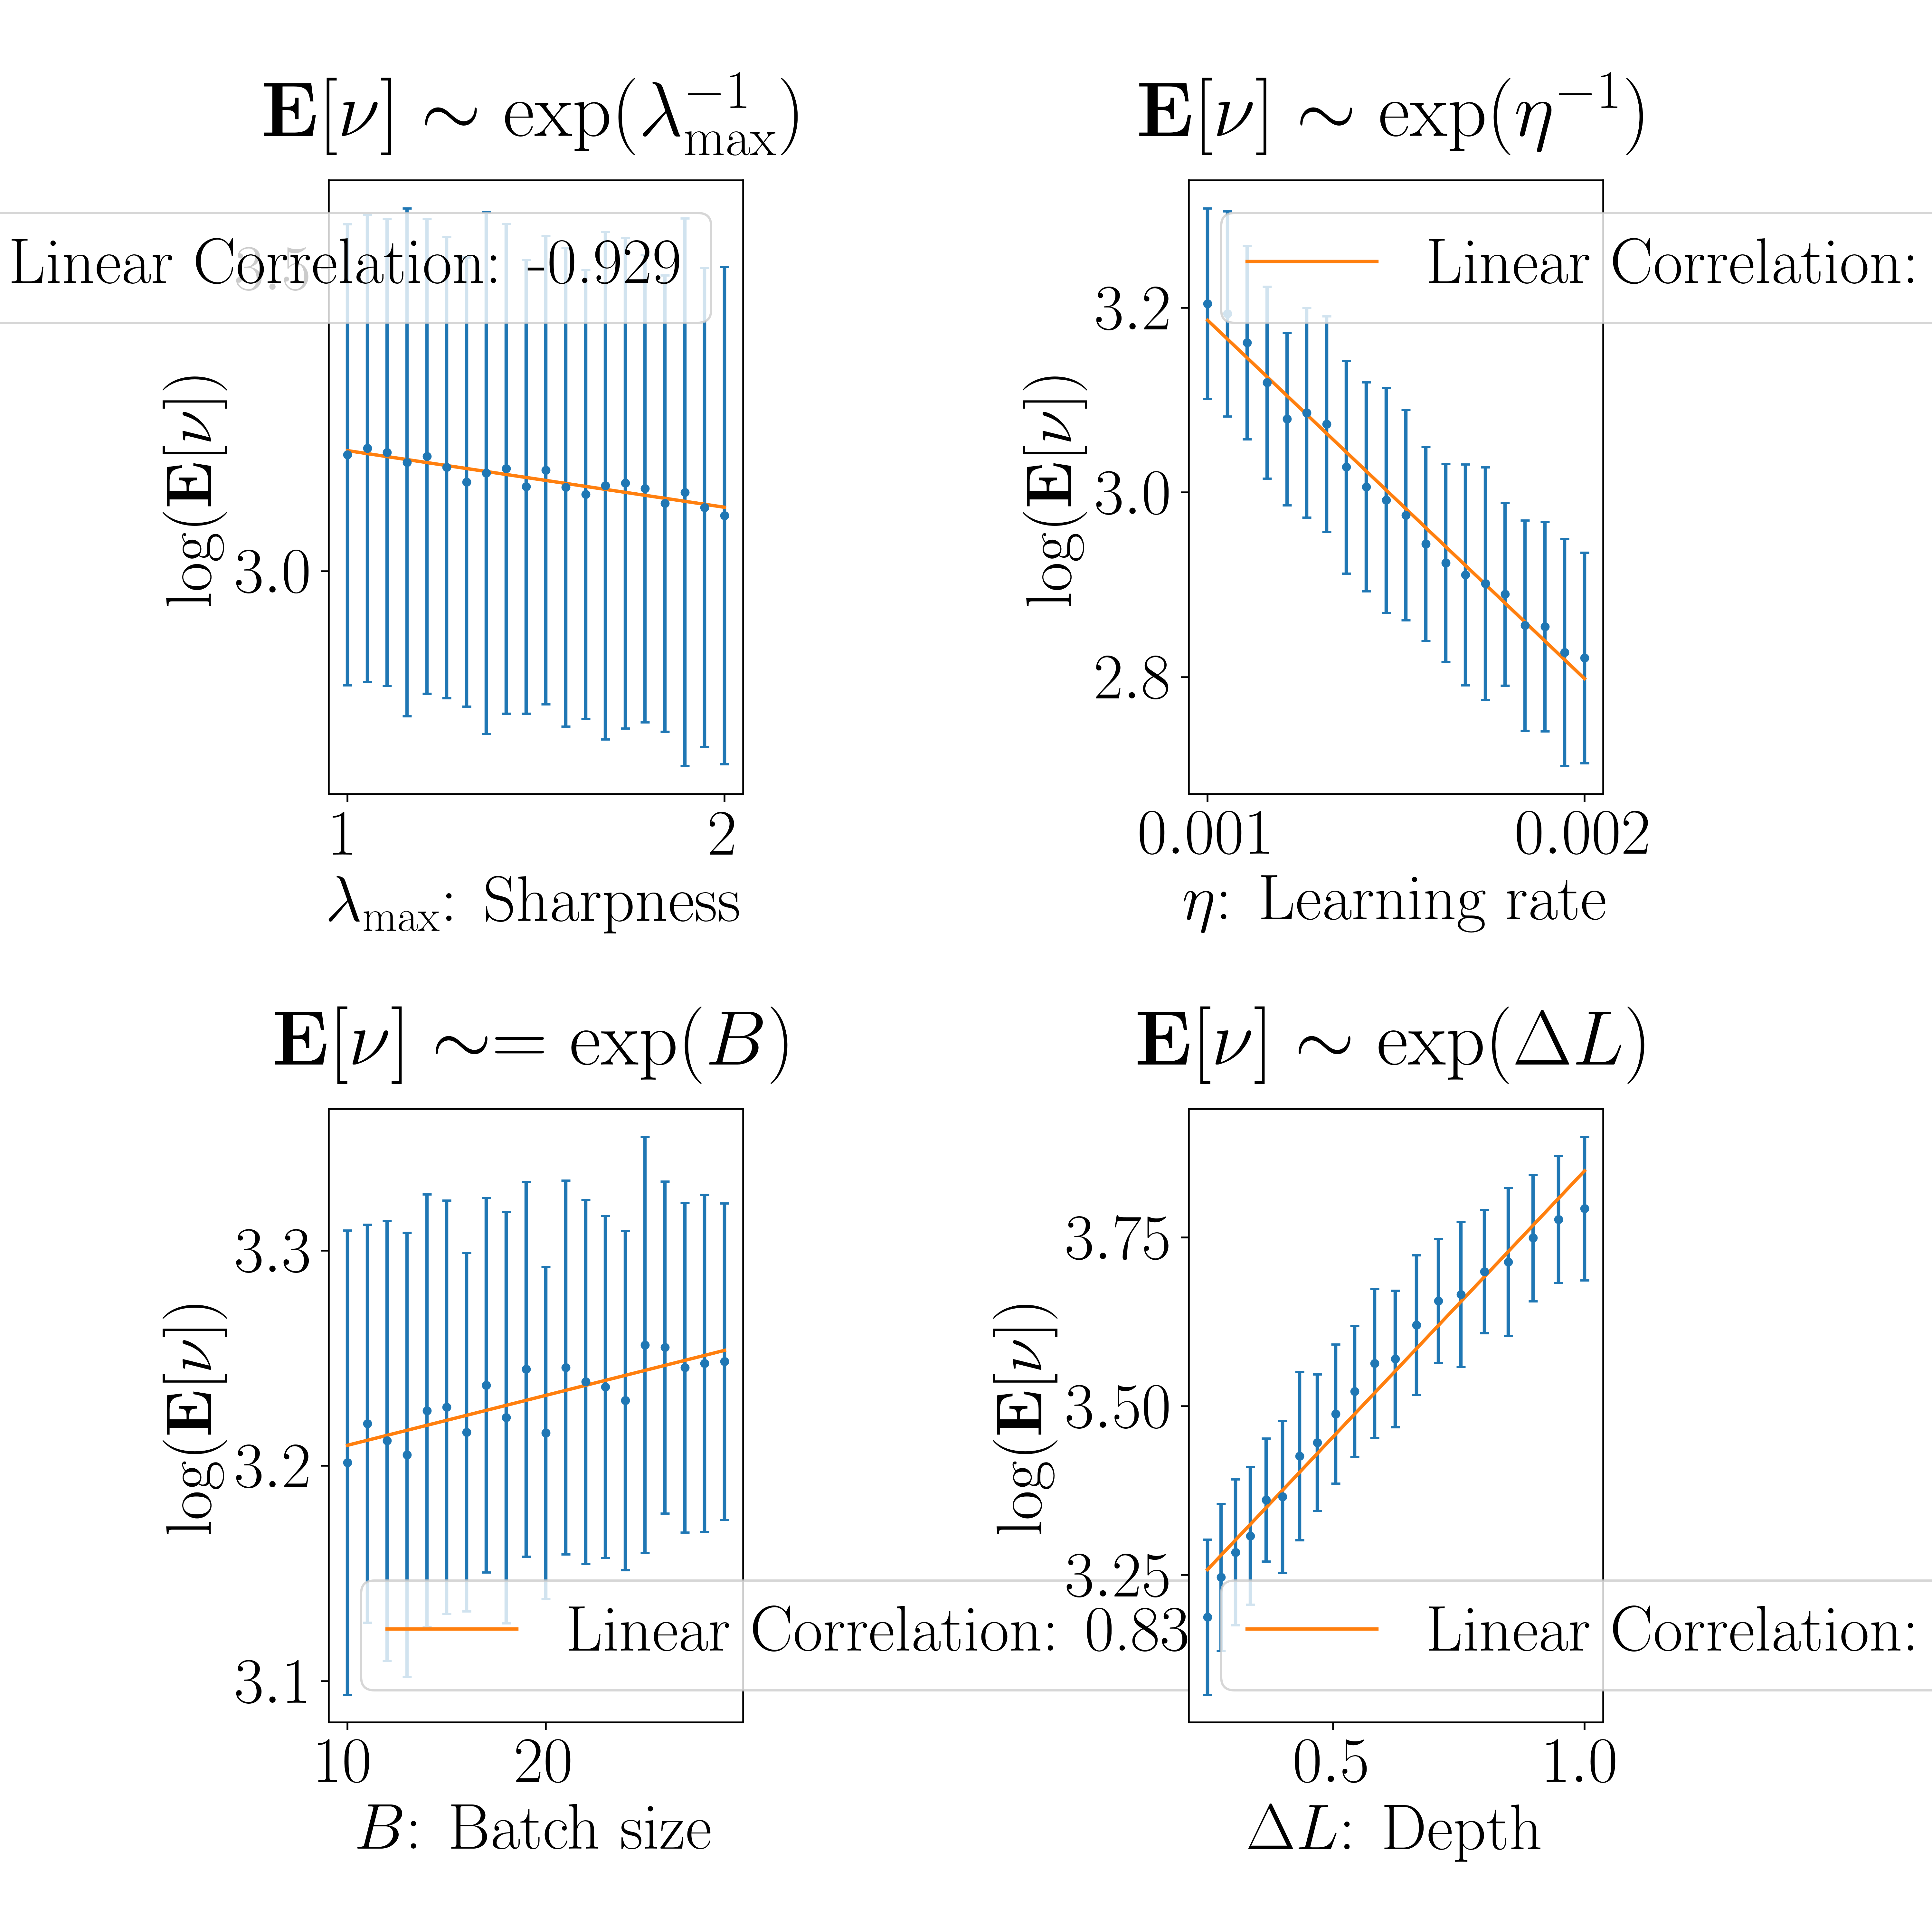 E[ν] ∼ exp(λ_max^−1)
Linear Correlation: -0.929
3.5
3.0
log(E[ν])
1 2
λ_max: Sharpness
E[ν] ∼ exp(η^−1)
Linear Correlation:
3.2
3.0
2.8
log(E[ν])
0.001 0.002
η: Learning rate
E[ν] ∼= exp(B)
3.3
3.2
3.1
log(E[ν])
Linear Correlation: 0.83
10 20
B: Batch size
E[ν] ∼ exp(ΔL)
3.75
3.50
3.25
log(E[ν])
Linear Correlation:
0.5 1.0
ΔL: Depth